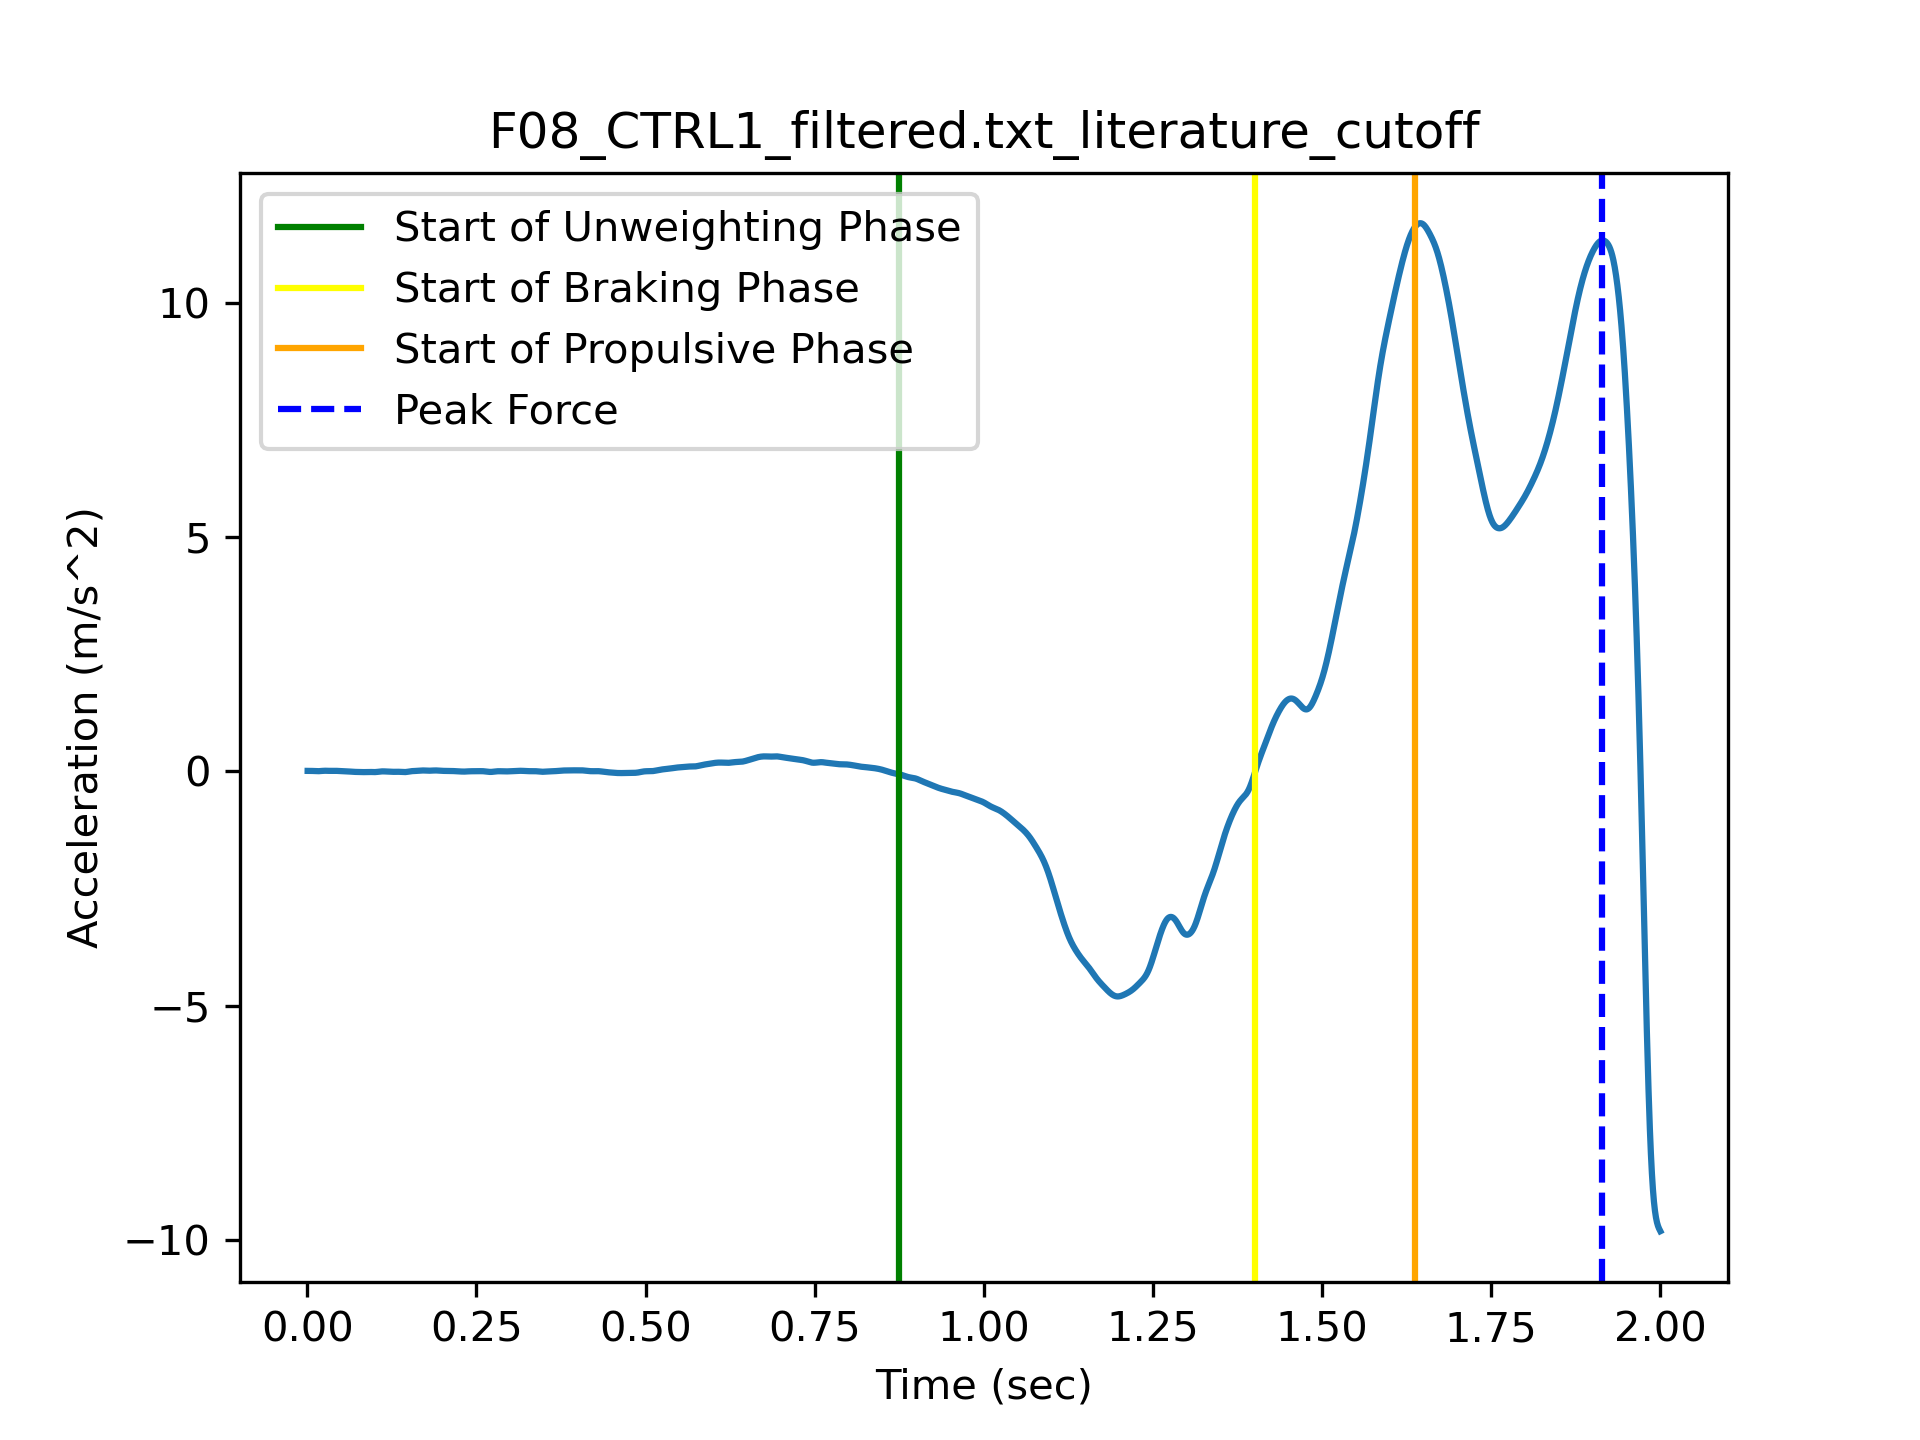 F08_CTRL1_filtered.txt_literature_cutoff
Start of Unweighting Phase
Start of Braking Phase
Start of Propulsive Phase
Peak Force
Acceleration (m/s^2)
10
5
0
−5
−10
0.00 0.25 0.50 0.75 1.00 1.25 1.50 1.75 2.00
Time (sec)